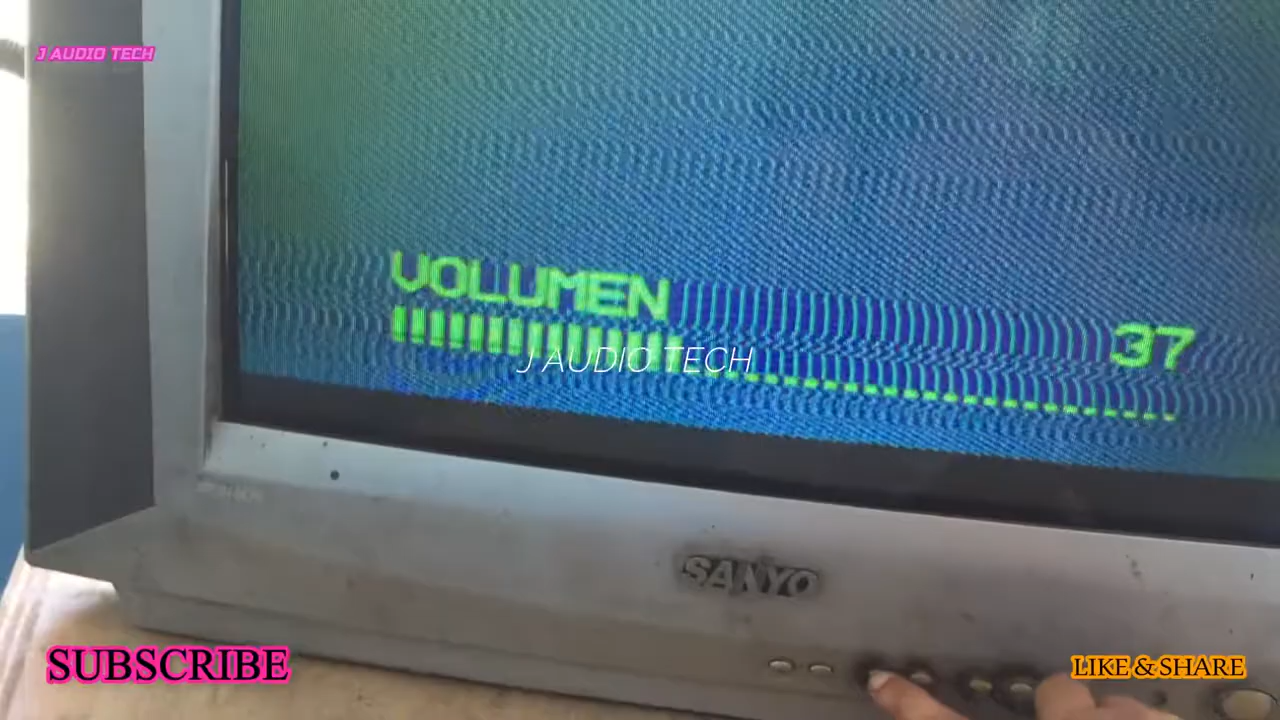 J AUDIO TECH
VOLUMEN
37
J AUDIO TECH
SANYO
SUBSCRIBE
LIKE & SHARE